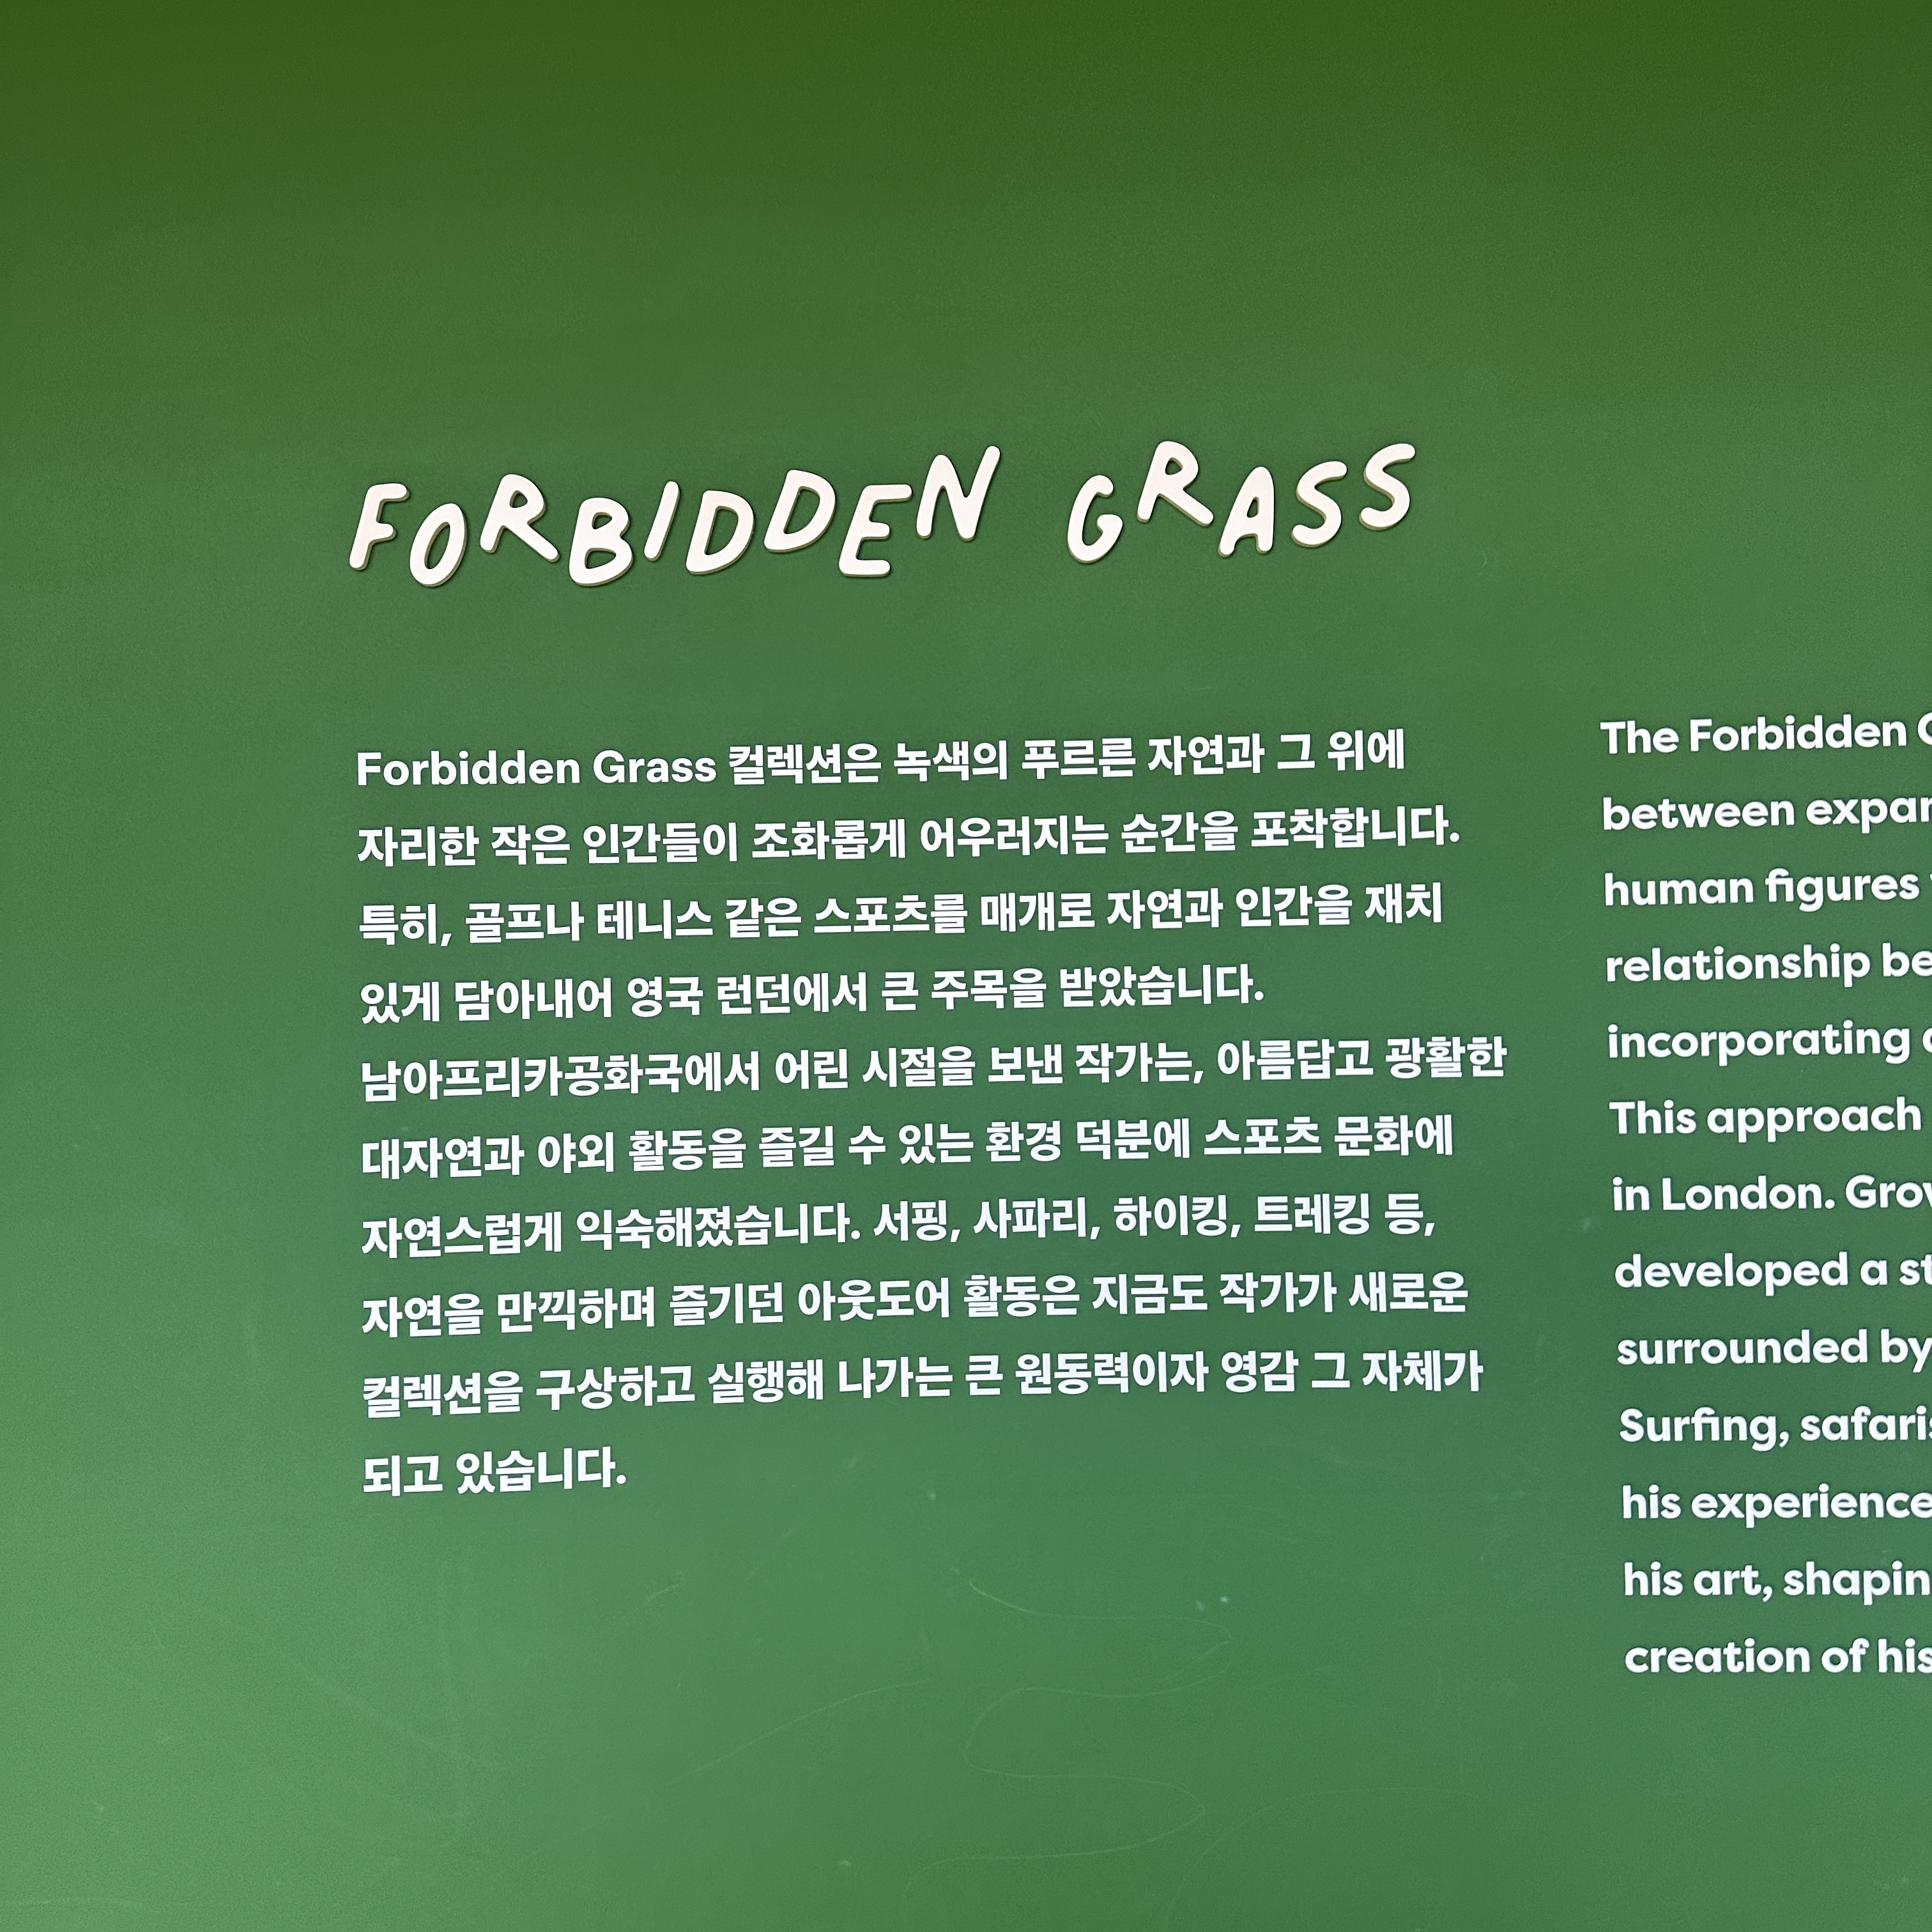 FORBIDDEN GRASS
Forbidden Grass 컬렉션은 녹색의 푸르른 자연과 그 위에
자리한 작은 인간들이 조화롭게 어우러지는 순간을 포착합니다.
특히, 골프나 테니스 같은 스포츠를 매개로 자연과 인간을 재치
있게 담아내어 영국 런던에서 큰 주목을 받았습니다.
남아프리카공화국에서 어린 시절을 보낸 작가는, 아름답고 광활한
대자연과 야외 활동을 즐길 수 있는 환경 덕분에 스포츠 문화에
자연스럽게 익숙해졌습니다. 서핑, 사파리, 하이킹, 트레킹 등,
자연을 만끽하며 즐기던 아웃도어 활동은 지금도 작가가 새로운
컬렉션을 구상하고 실행해 나가는 큰 원동력이자 영감 그 자체가
되고 있습니다.
The Forbidden
between
human figures
relationship
incorporating
This approach
in London.
developed a
surrounded by
Surfing,
his
his art,
creation of his